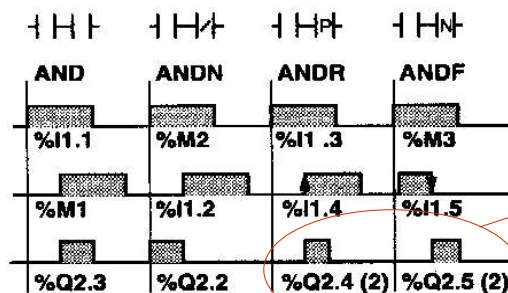 P N
AND ANDN ANDR ANDF
%I1.1 %M2 %I1 .3 %M3
%M1 %I1.2 %I1.4 %I1.5
%Q2.3 %Q2.2 %Q2.4 (2) %Q2.5 (2)